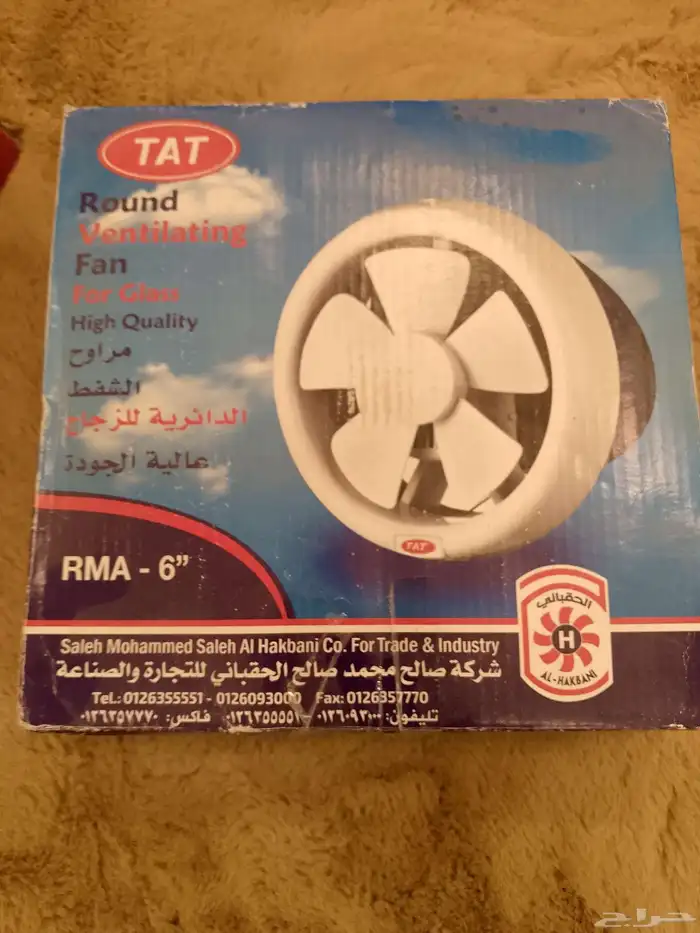 TAT
Round
Ventilating
Fan
For Glass
High Quality
مراوح
الشفط
الدائرية للزجاج
عالية الجودة
RMA - 6”
TAT
الحقباني
H
AL-HAKBANI
Saleh Mohammed Saleh Al Hakbani Co. For Trade & Industry
شركة صالح محمد صالح الحقباني للتجارة والصناعة
Tel.: 0126355551 - 0126093000 Fax: 0126357770
تليفون: ٠١٢٦٠٩٣٠٠٠ - ٠١٢٦٣٥٥٥٥١ فاكس: ٠١٢٦٣٥٧٧٧٠
حراج